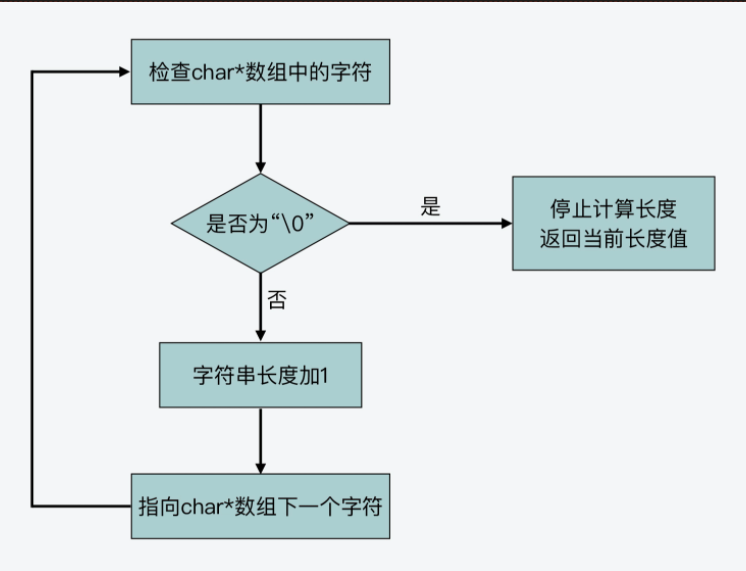 检查char*数组中的字符
是否为“\0”
是
停止计算长度
返回当前长度值
否
字符串长度加1
指向char*数组下一个字符